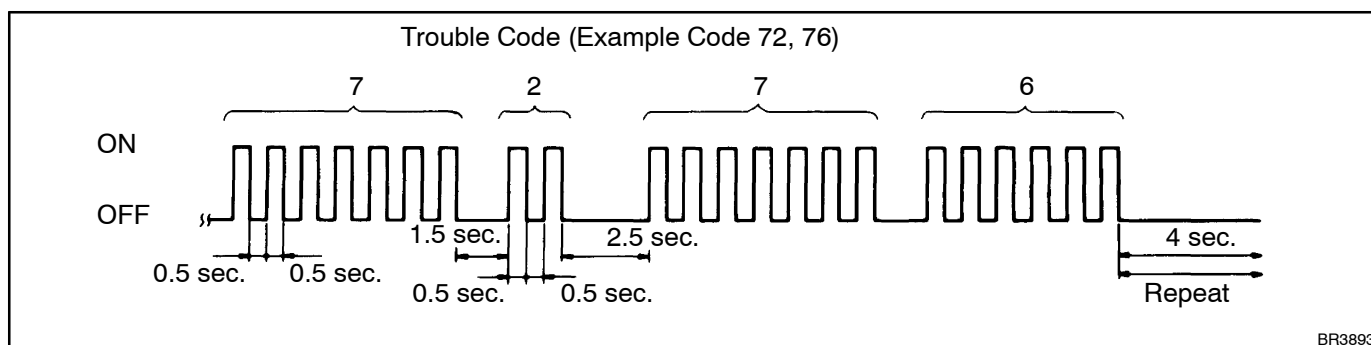 Trouble Code (Example Code 72, 76)
7 2 7 6
ON
OFF
1.5 sec. 2.5 sec. 4 sec.
0.5 sec. 0.5 sec.
0.5 sec. 0.5 sec. Repeat
BR3893